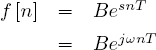 f [n] = Be^{snT}
= Be^{jωnT}